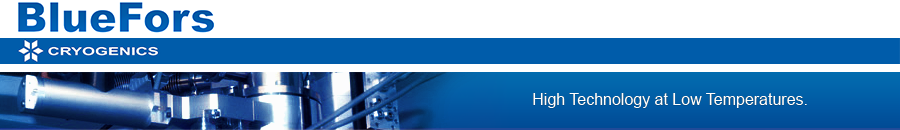 BlueFors
CRYOGENICS
High Technology at Low Temperatures.